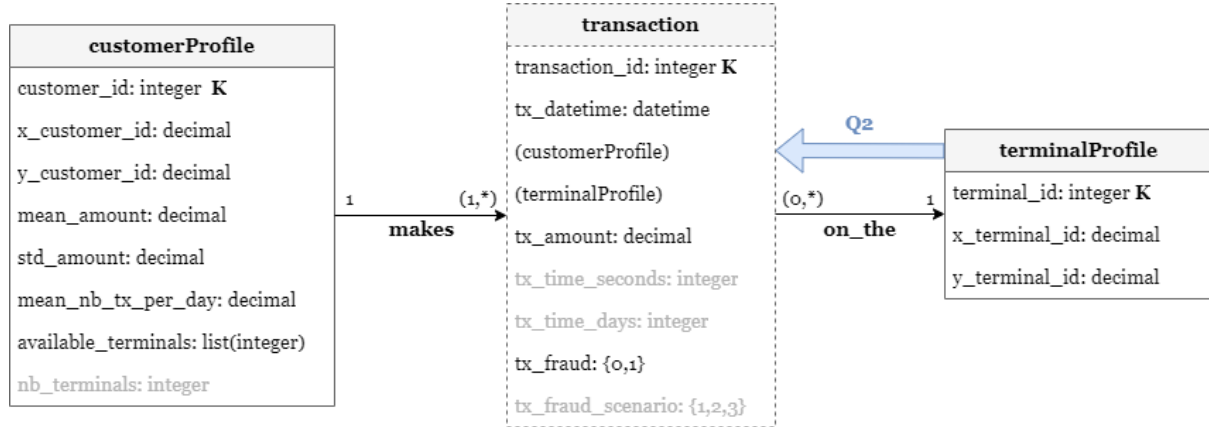 customerProfile
customer_id: integer K
x_customer_id: decimal
y_customer_id: decimal
mean_amount: decimal
std_amount: decimal
mean_nb_tx_per_day: decimal
available_terminals: list(integer)
nb_terminals: integer
1
(1,*)
makes
transaction
transaction_id: integer K
tx_datetime: datetime
(customerProfile)
(terminalProfile)
tx_amount: decimal
tx_time_seconds: integer
tx_time_days: integer
tx_fraud: {0,1}
tx_fraud_scenario: {1,2,3}
Q2
(0,*)
1
on_the
terminalProfile
terminal_id: integer K
x_terminal_id: decimal
y_terminal_id: decimal